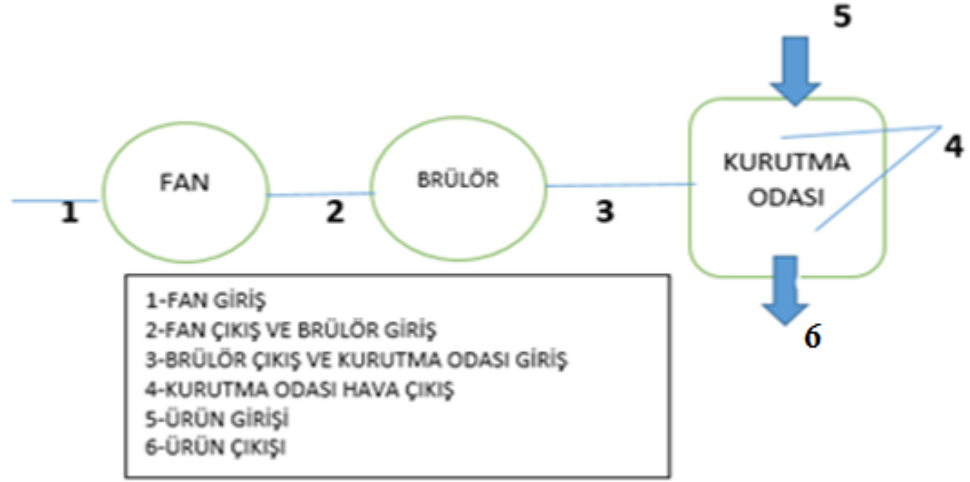 5
FAN
BRÜLÖR
KURUTMA
ODASI
4
1
2
3
1-FAN GİRİŞ
2-FAN ÇIKIŞ VE BRÜLÖR GİRİŞ
3-BRÜLÖR ÇIKIŞ VE KURUTMA ODASI GİRİŞ
4-KURUTMA ODASI HAVA ÇIKIŞ
5-ÜRÜN GİRİŞİ
6-ÜRÜN ÇIKIŞI
6